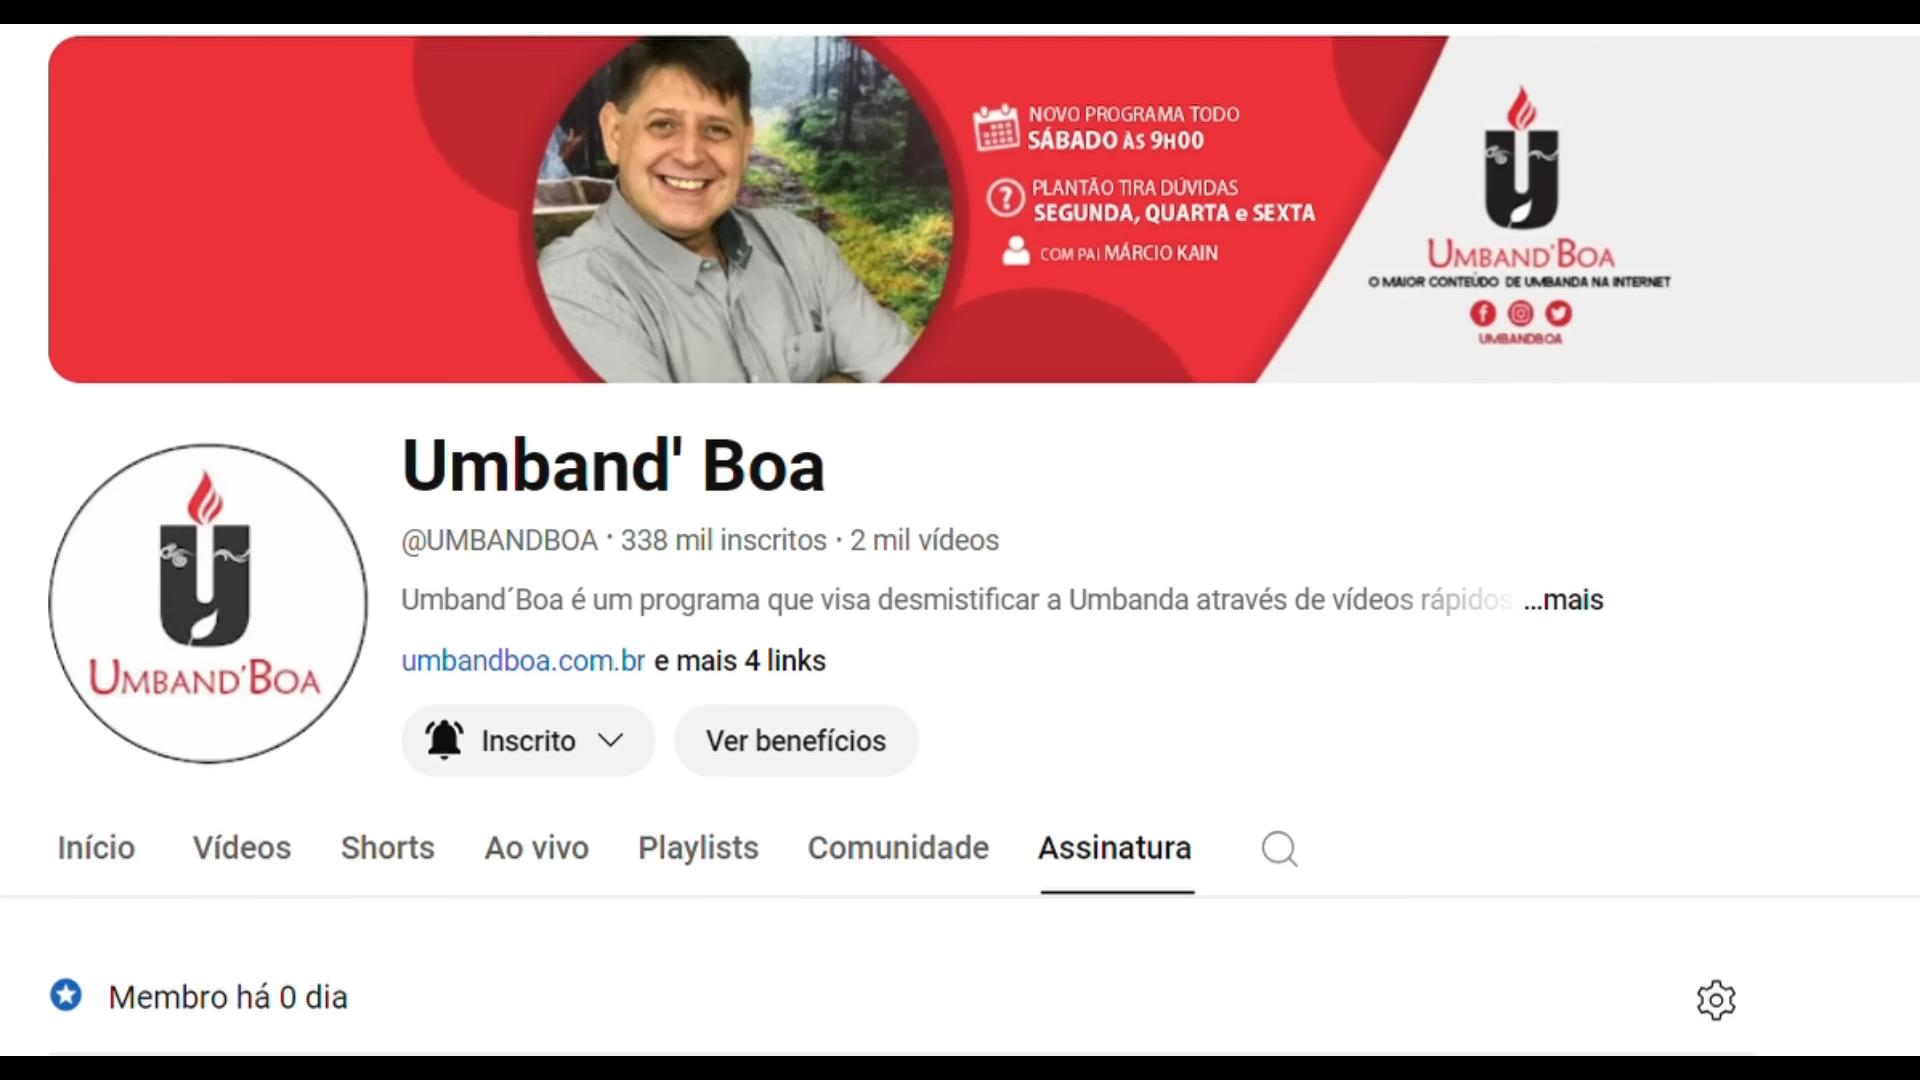 NOVO PROGRAMA TODO
SÁBADO ÀS 9H00
PLANTÃO TIRA DÚVIDAS
SEGUNDA, QUARTA e SEXTA
COM PAI MÁRCIO KAIN
UMBAND'BOA
O MAIOR CONTEÚDO DE UMBANDA NA INTERNET
UMBANDBOA
UMBAND'BOA
Umband' Boa
@UMBANDBOA · 338 mil inscritos · 2 mil vídeos
Umband´Boa é um programa que visa desmistificar a Umbanda através de vídeos rápidos ...mais
umbandboa.com.br e mais 4 links
Inscrito Ver benefícios
Início Vídeos Shorts Ao vivo Playlists Comunidade Assinatura
Membro há 0 dia